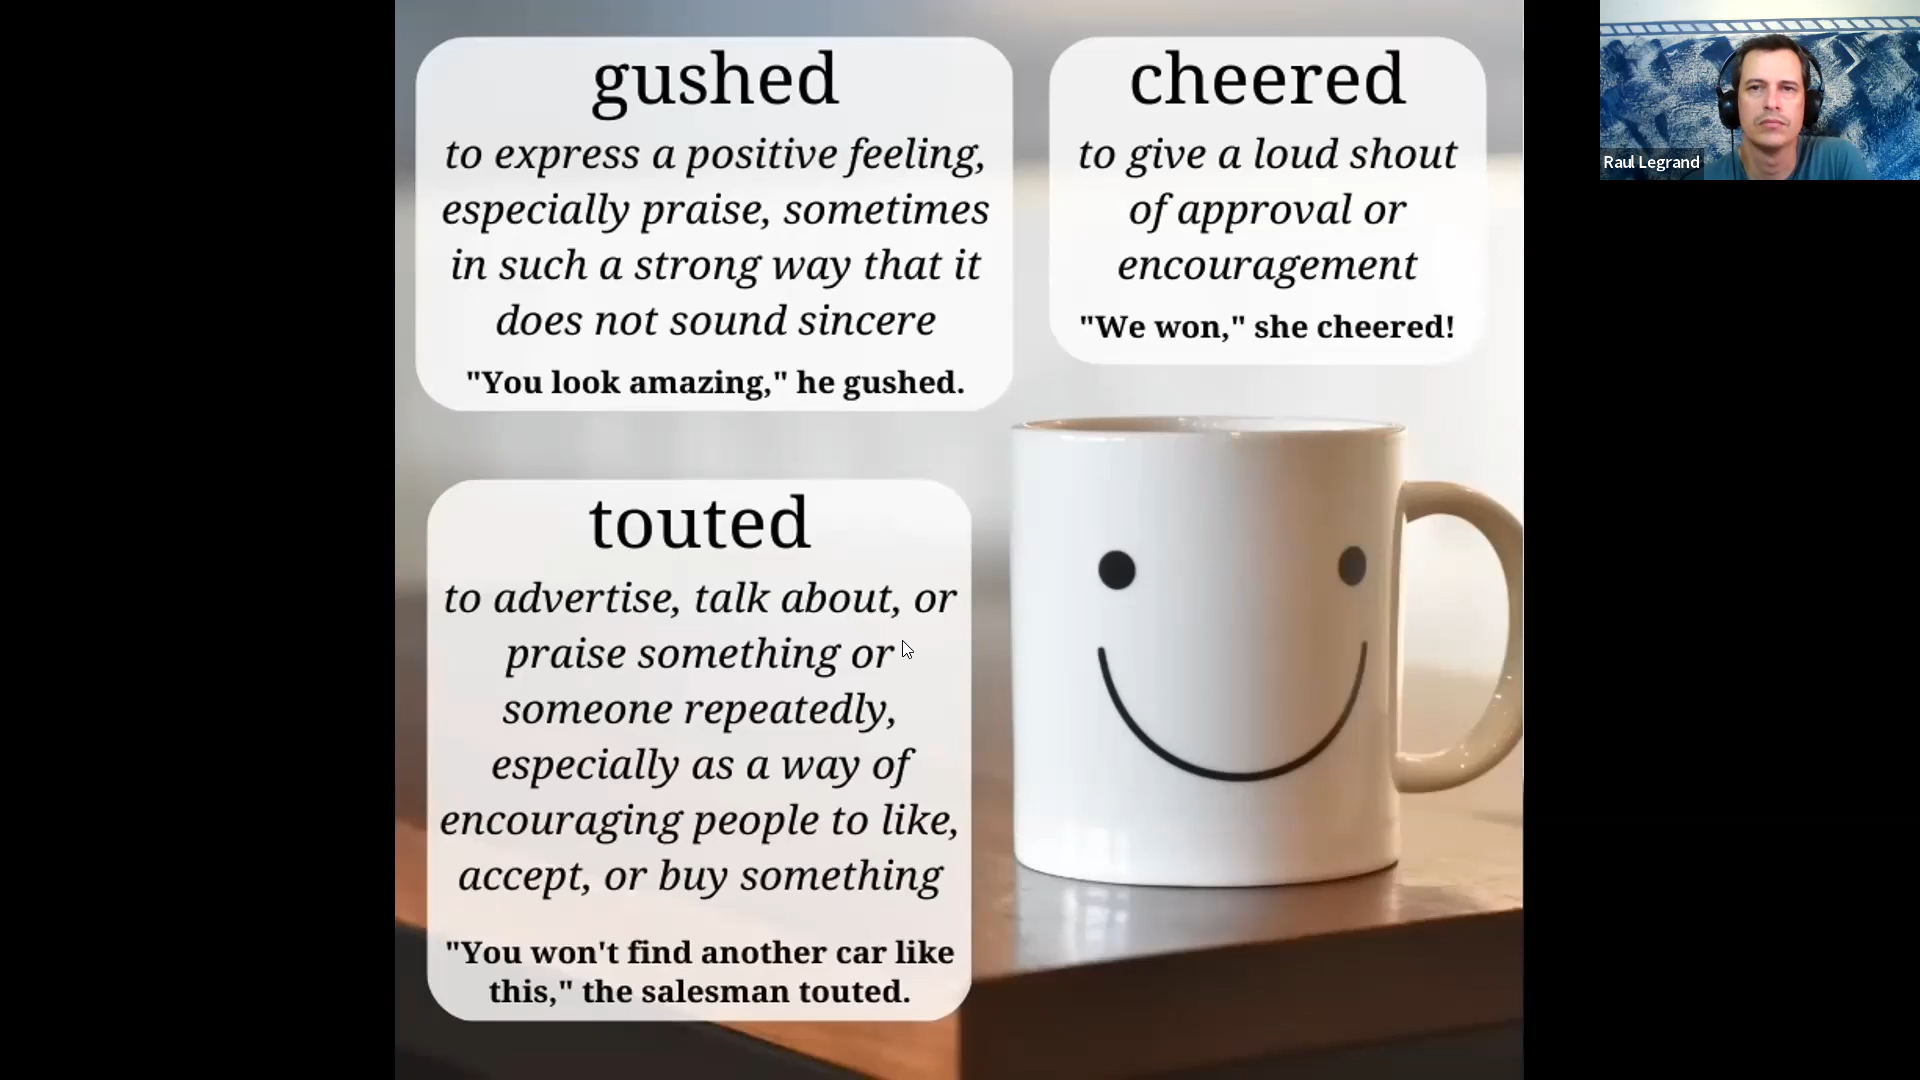 gushed
to express a positive feeling,
especially praise, sometimes
in such a strong way that it
does not sound sincere
"You look amazing," he gushed.
cheered
to give a loud shout
of approval or
encouragement
"We won," she cheered!
touted
to advertise, talk about, or
praise something or
someone repeatedly,
especially as a way of
encouraging people to like,
accept, or buy something
"You won't find another car like
this," the salesman touted.
Raul Legrand